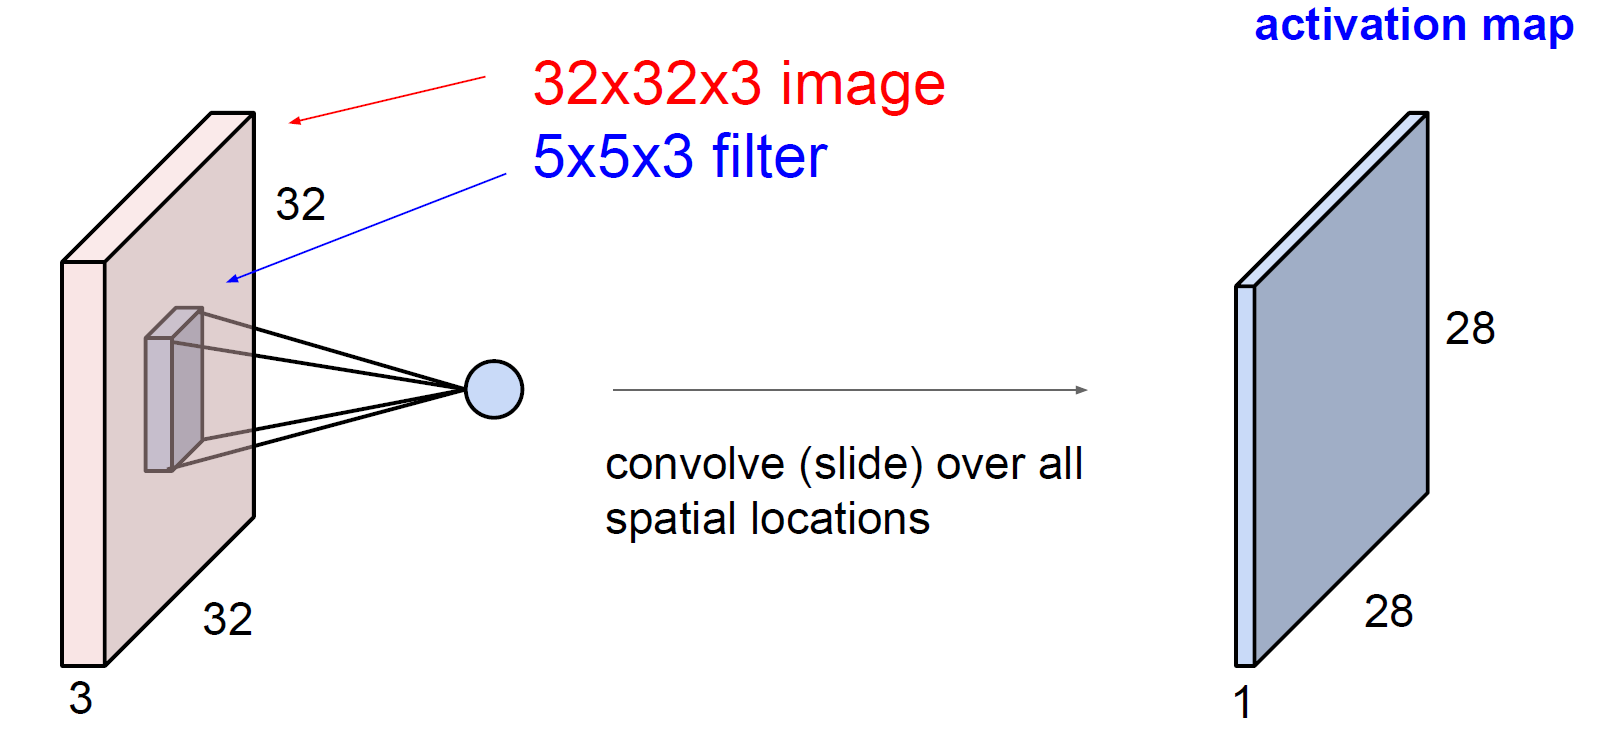 activation map
32x32x3 image
5x5x3 filter
32
32
3
convolve (slide) over all
spatial locations
28
28
1